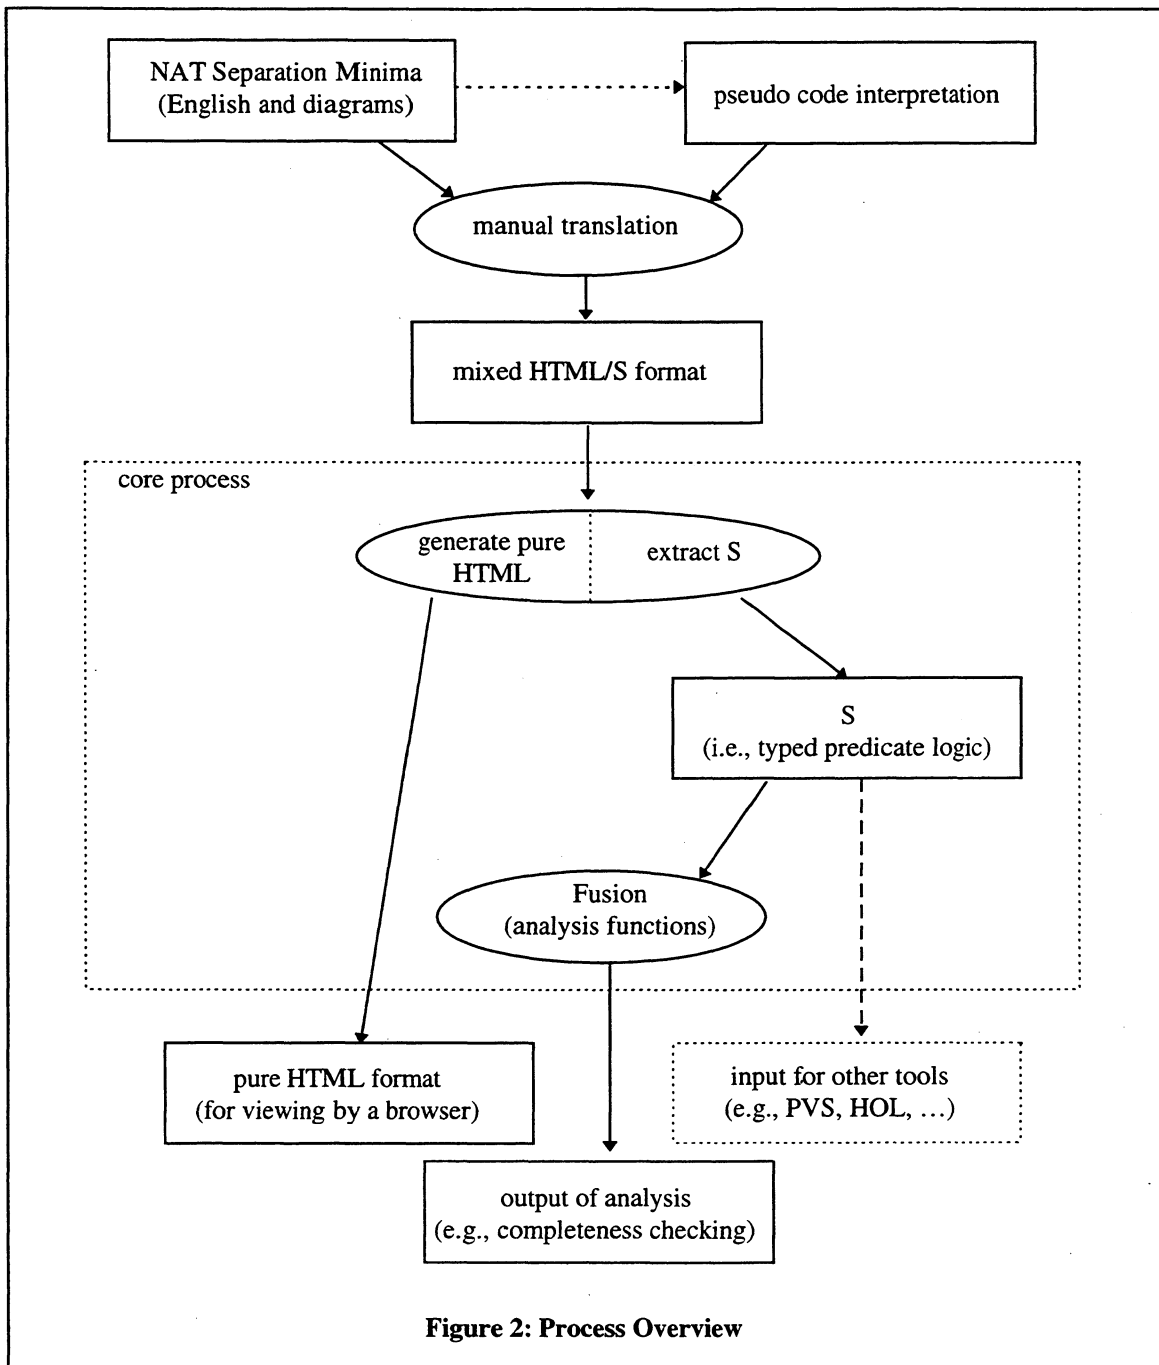 NAT Separation Minima
(English and diagrams)
pseudo code interpretation
manual translation
mixed HTML/S format
core process
generate pure
HTML
extract S
S
(i.e., typed predicate logic)
Fusion
(analysis functions)
pure HTML format
(for viewing by a browser)
input for other tools
(e.g., PVS, HOL, …)
output of analysis
(e.g., completeness checking)
Figure 2: Process Overview